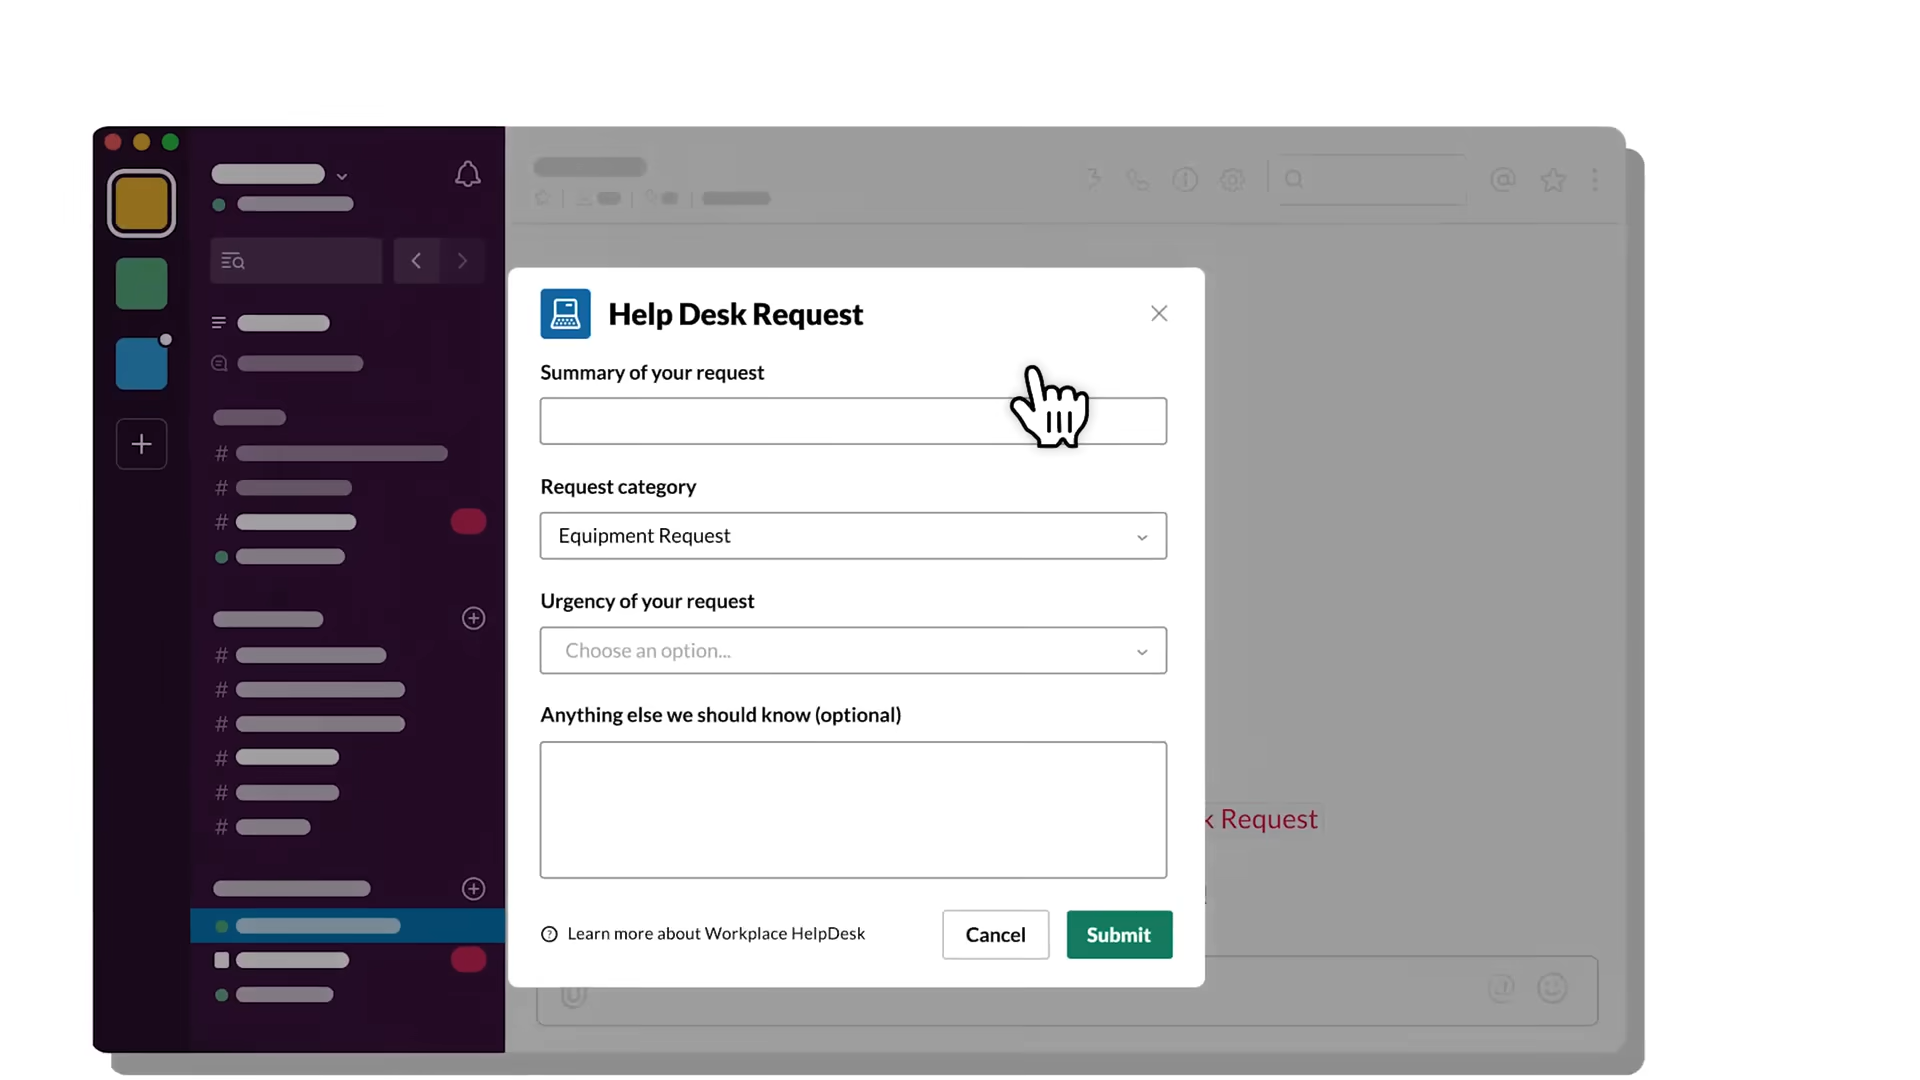 Help Desk Request
Summary of your request
Request category
Equipment Request
Urgency of your request
Choose an option...
Anything else we should know (optional)
k Request
Learn more about Workplace HelpDesk
Cancel
Submit